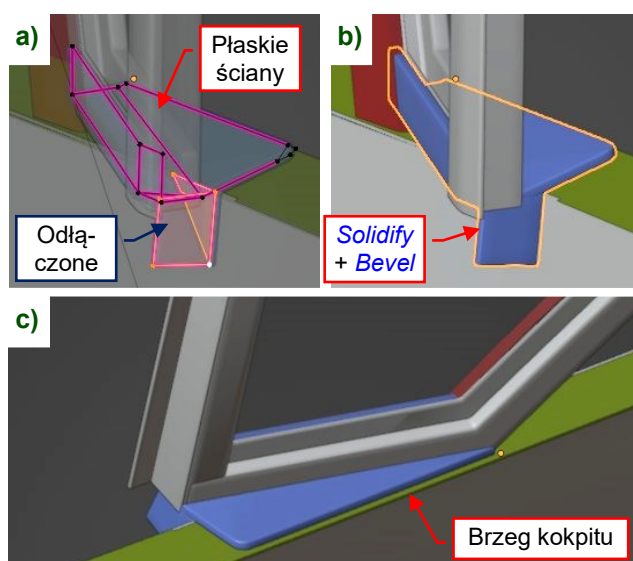 a)
Płaskie
ściany
Odłą-
czone
b)
Solidify
+ Bevel
c)
Brzeg kokpitu